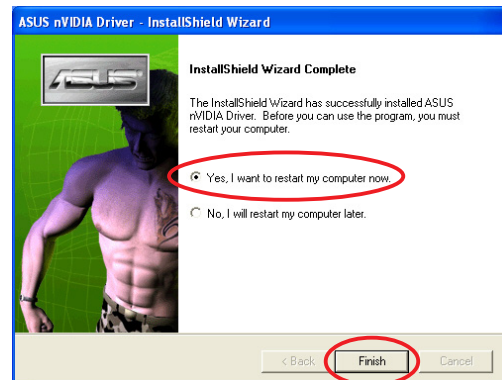 ASUS nVIDIA Driver - InstallShield Wizard
ASUS
InstallShield Wizard Complete
The InstallShield Wizard has successfully installed ASUS
nVIDIA Driver. Before you can use the program, you must
restart your computer.
Yes, I want to restart my computer now.
No, I will restart my computer later.
< Back Finish Cancel